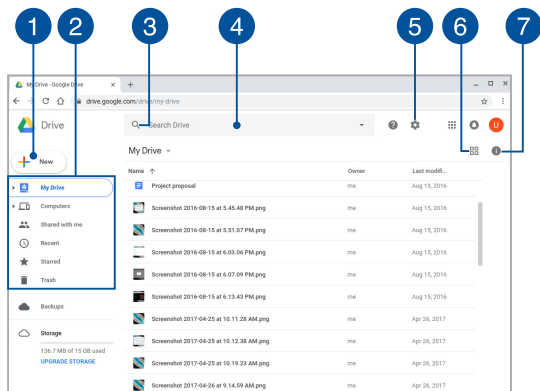 1 2 3 4 5 6 7
My Drive - Google Drive
drive.google.com/drive/my-drive
Drive
Search Drive
U
New
My Drive
Name Owner Last modifi...
My Drive
Computers
Shared with me
Recent
Starred
Trash
Backups
Storage
136.7 MB of 15 GB used
UPGRADE STORAGE
Project proposal me Aug 19, 2016
Screenshot 2016-08-15 at 5.45.48 PM.png me Aug 15, 2016
Screenshot 2016-08-15 at 5.51.07 PM.png me Aug 15, 2016
Screenshot 2016-08-15 at 6.03.06 PM.png me Aug 15, 2016
Screenshot 2016-08-15 at 6.07.09 PM.png me Aug 15, 2016
Screenshot 2016-08-15 at 6.13.43 PM.png me Aug 15, 2016
Screenshot 2017-04-25 at 10.11.28 AM.png me Apr 26, 2017
Screenshot 2017-04-25 at 10.12.38 AM.png me Apr 26, 2017
Screenshot 2017-04-25 at 10.19.23 AM.png me Apr 26, 2017
Screenshot 2017-04-26 at 9.14.59 AM.png me Apr 26, 2017